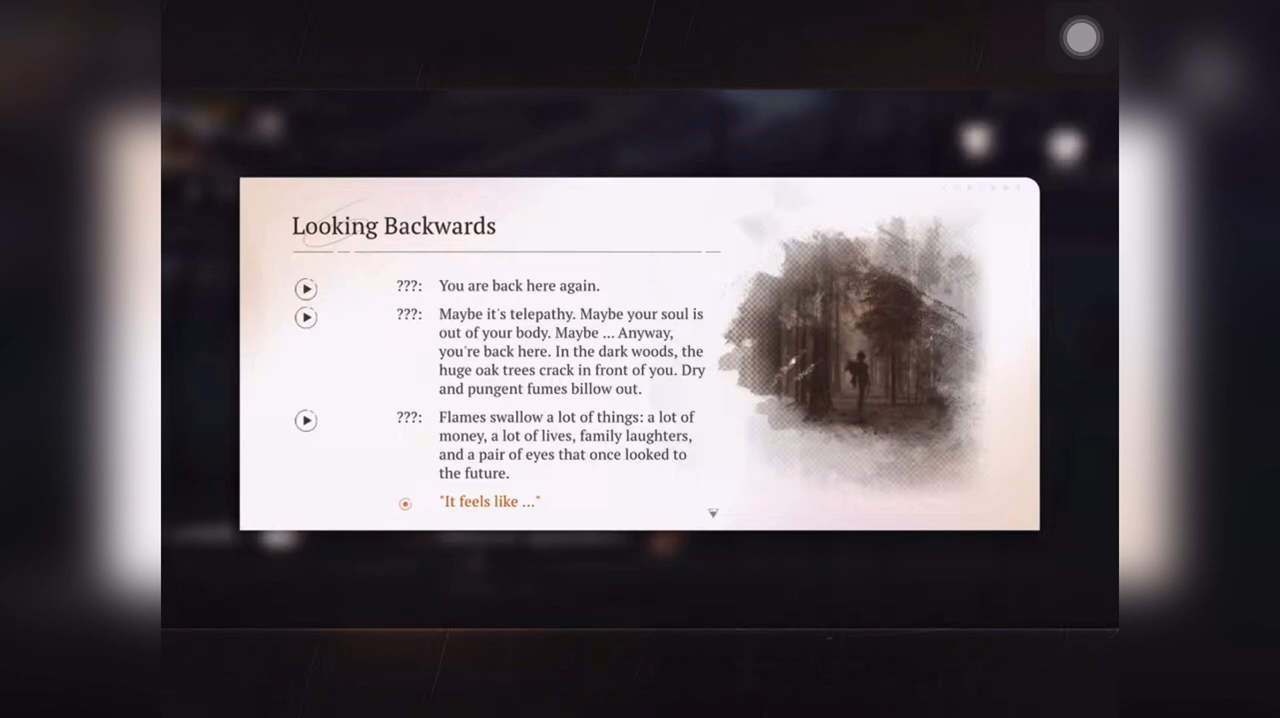 Looking Backwards
???: You are back here again.
???: Maybe it's telepathy. Maybe your soul is
out of your body. Maybe ... Anyway,
you're back here. In the dark woods, the
huge oak trees crack in front of you. Dry
and pungent fumes billow out.
???: Flames swallow a lot of things: a lot of
money, a lot of lives, family laughters,
and a pair of eyes that once looked to
the future.
"It feels like ..."